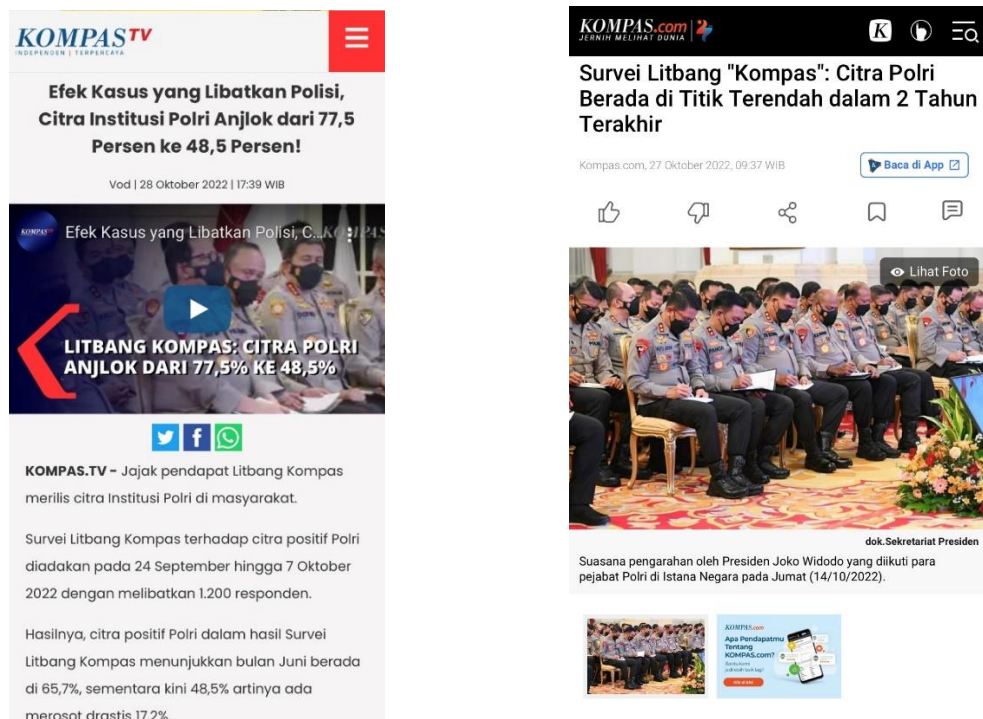 KOMPASTV
INDEPENDEN | TERPERCAYA
Efek Kasus yang Libatkan Polisi,
Citra Institusi Polri Anjlok dari 77,5
Persen ke 48,5 Persen!
Vod | 28 Oktober 2022 | 17:39 WIB
KOMPASTV
Efek Kasus yang Libatkan Polisi, C...
LITBANG KOMPAS: CITRA POLRI
ANJLOK DARI 77,5% KE 48,5%
KOMPAS.TV – Jajak pendapat Litbang Kompas
merilis citra Institusi Polri di masyarakat.
Survei Litbang Kompas terhadap citra positif Polri
diadakan pada 24 September hingga 7 Oktober
2022 dengan melibatkan 1.200 responden.
Hasilnya, citra positif Polri dalam hasil Survei
Litbang Kompas menunjukkan bulan Juni berada
di 65,7%, sementara kini 48,5% artinya ada
merosot drastis 17,2%
KOMPAS.com
JERNIH MELIHAT DUNIA
K
Survei Litbang "Kompas": Citra Polri
Berada di Titik Terendah dalam 2 Tahun
Terakhir
Kompas.com, 27 Oktober 2022, 09:37 WIB
Baca di App
Lihat Foto
dok.Sekretariat Presiden
Suasana pengarahan oleh Presiden Joko Widodo yang diikuti para
pejabat Polri di Istana Negara pada Jumat (14/10/2022).
KOMPAS.com
Apa Pendapatmu
Tentang
KOMPAS.com?